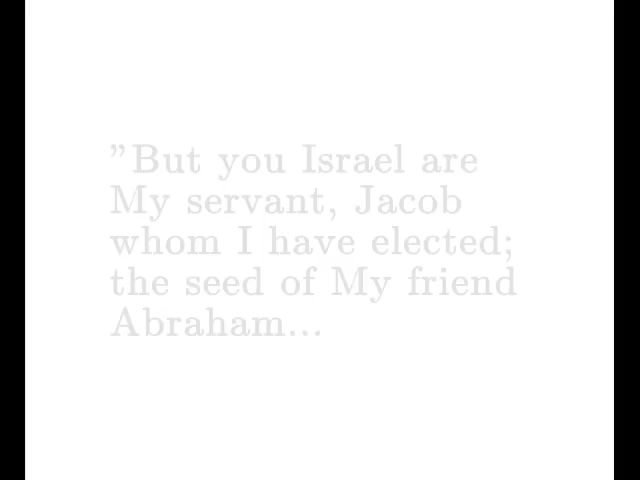 ”But you Israel are
My servant, Jacob
whom I have elected;
the seed of My friend
Abraham...